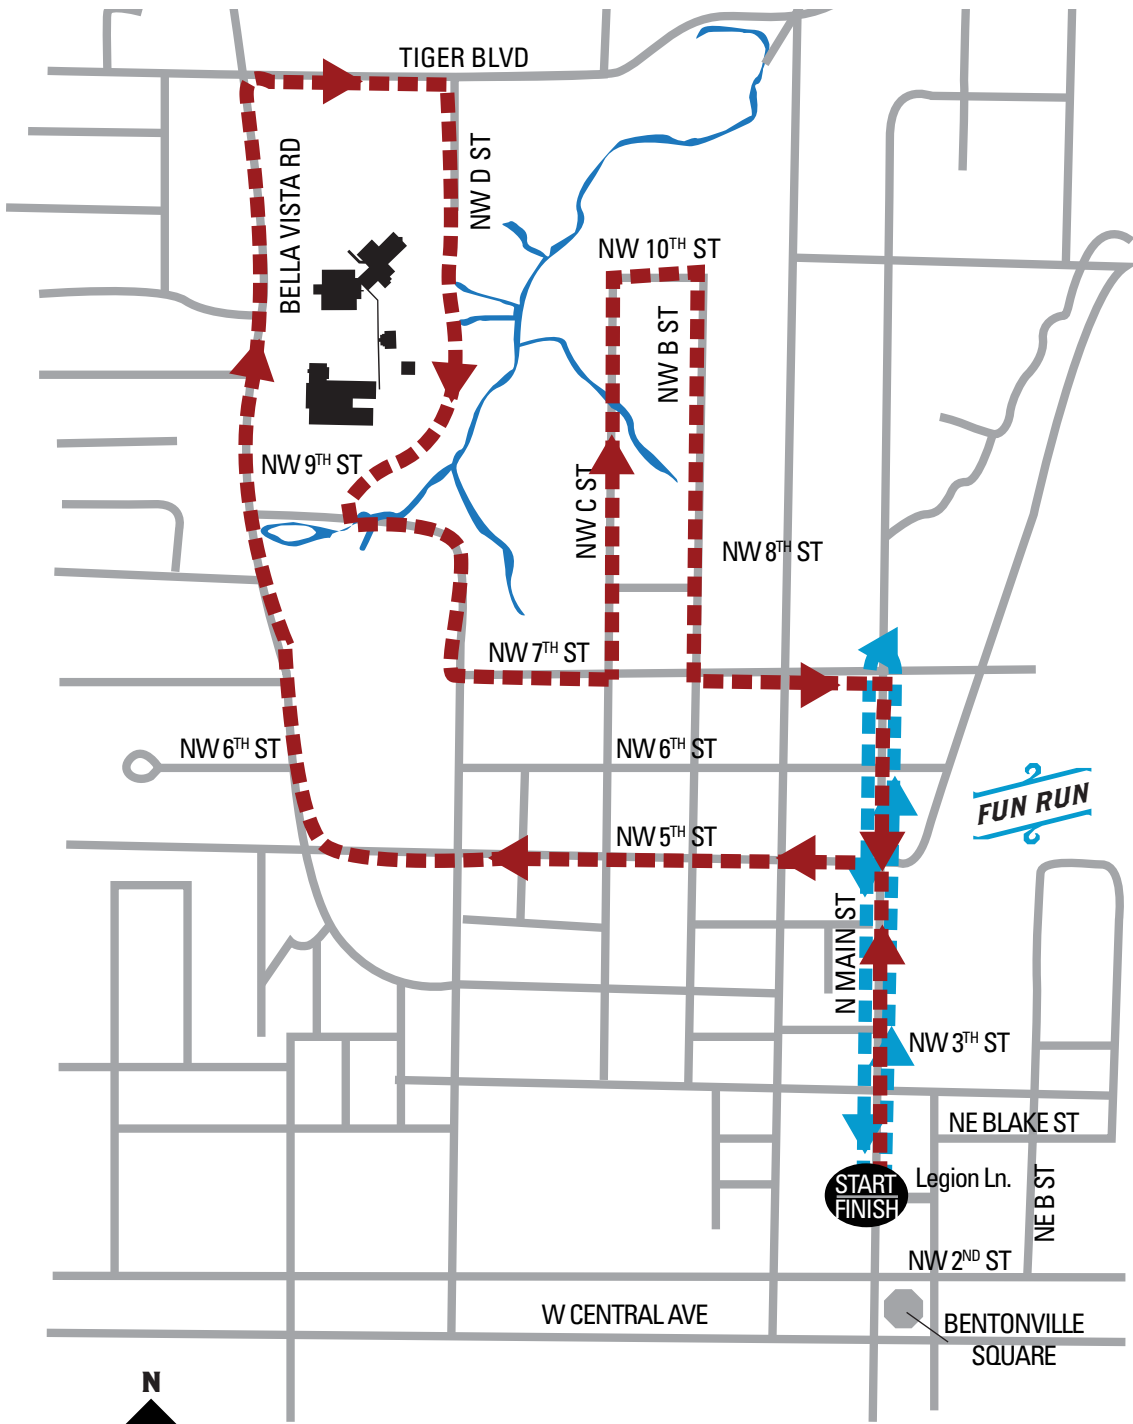 TIGER BLVD
BELLA VISTA RD
NW D ST
NW 10TH ST
NW B ST
NW 9TH ST
NW C ST
NW 8TH ST
NW 7TH ST
NW 6TH ST
NW 6TH ST
FUN RUN
NW 5TH ST
N MAIN ST
NW 3TH ST
NE BLAKE ST
Legion Ln.
START
FINISH
NE B ST
NW 2ND ST
W CENTRAL AVE
BENTONVILLE
SQUARE
N